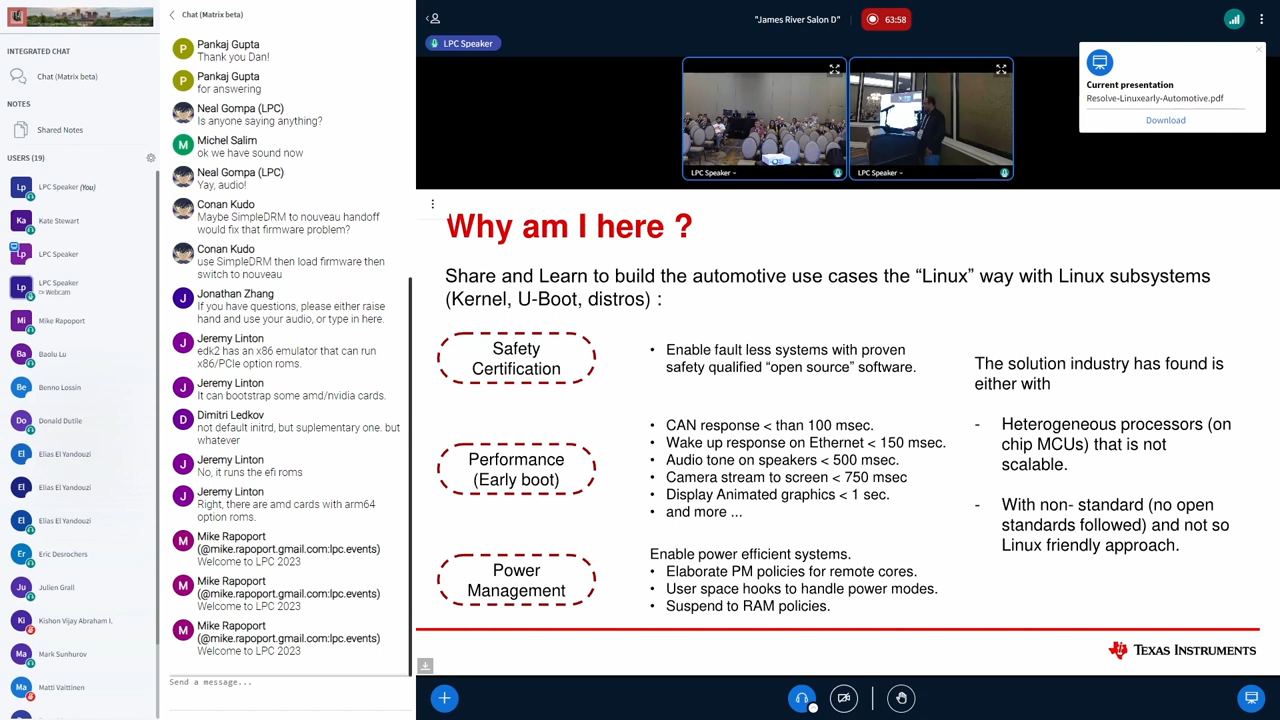 INTEGRATED CHAT
Chat (Matrix beta)
NOTES
Shared Notes
USERS (19)
Lp
LPC Speaker (You)
Ka
Kate Stewart
Lp
LPC Speaker
Lp
LPC Speaker
Webcam
Mi
Mike Rapoport
Ba
Baolu Lu
Be
Benno Lossin
Do
Donald Dutile
El
Elias El Yandouzi
El
Elias El Yandouzi
El
Elias El Yandouzi
Er
Eric Desrochers
Ju
Julien Grall
Ki
Kishon Vijay Abraham I.
Ma
Mark Sunhurov
Ma
Matti Vaittinen
Chat (Matrix beta)
P
Pankaj Gupta
Thank you Dan!
P
Pankaj Gupta
for answering
Neal Gompa (LPC)
Is anyone saying anything?
M
Michel Salim
ok we have sound now
Neal Gompa (LPC)
Yay, audio!
Conan Kudo
Maybe SimpleDRM to nouveau handoff
would fix that firmware problem?
Conan Kudo
use SimpleDRM then load firmware then
switch to nouveau
J
Jonathan Zhang
If you have questions, please either raise
hand and use your audio, or type in here.
J
Jeremy Linton
edk2 has an x86 emulator that can run
x86/PCIe option roms.
J
Jeremy Linton
It can bootstrap some amd/nvidia cards.
D
Dimitri Ledkov
not default initrd, but suplementary one. but
whatever
J
Jeremy Linton
No, it runs the efi roms
J
Jeremy Linton
Right, there are amd cards with arm64
option roms.
M
Mike Rapoport
(@mike.rapoport.gmail.com:lpc.events)
Welcome to LPC 2023
M
Mike Rapoport
(@mike.rapoport.gmail.com:lpc.events)
Welcome to LPC 2023
M
Mike Rapoport
(@mike.rapoport.gmail.com:lpc.events)
Welcome to LPC 2023
Send a message...
"James River Salon D"
63:58
LPC Speaker
LPC Speaker
LPC Speaker
Current presentation
Resolve-Linuxearly-Automotive.pdf
Download
Why am I here ?
Share and Learn to build the automotive use cases the “Linux” way with Linux subsystems
(Kernel, U-Boot, distros) :
Safety
Certification
• Enable fault less systems with proven
safety qualified “open source” software.
Performance
(Early boot)
• CAN response < than 100 msec.
• Wake up response on Ethernet < 150 msec.
• Audio tone on speakers < 500 msec.
• Camera stream to screen < 750 msec
• Display Animated graphics < 1 sec.
• and more ...
Power
Management
Enable power efficient systems.
• Elaborate PM policies for remote cores.
• User space hooks to handle power modes.
• Suspend to RAM policies.
The solution industry has found is
either with
- Heterogeneous processors (on
chip MCUs) that is not
scalable.
- With non- standard (no open
standards followed) and not so
Linux friendly approach.
TEXAS INSTRUMENTS